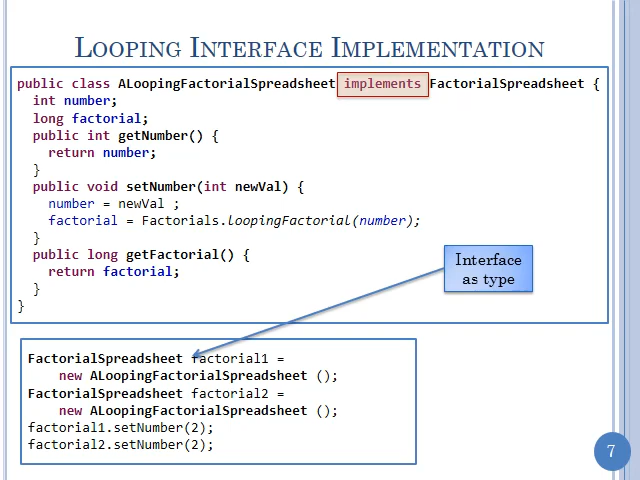 LOOPING INTERFACE IMPLEMENTATION
public class ALoopingFactorialSpreadsheet implements FactorialSpreadsheet {
int number;
long factorial;
public int getNumber() {
return number;
}
public void setNumber(int newVal) {
number = newVal ;
factorial = Factorials.loopingFactorial(number);
}
public long getFactorial() {
return factorial;
}
}
Interface
as type
FactorialSpreadsheet factorial1 =
new ALoopingFactorialSpreadsheet ();
FactorialSpreadsheet factorial2 =
new ALoopingFactorialSpreadsheet ();
factorial1.setNumber(2);
factorial2.setNumber(2);
7